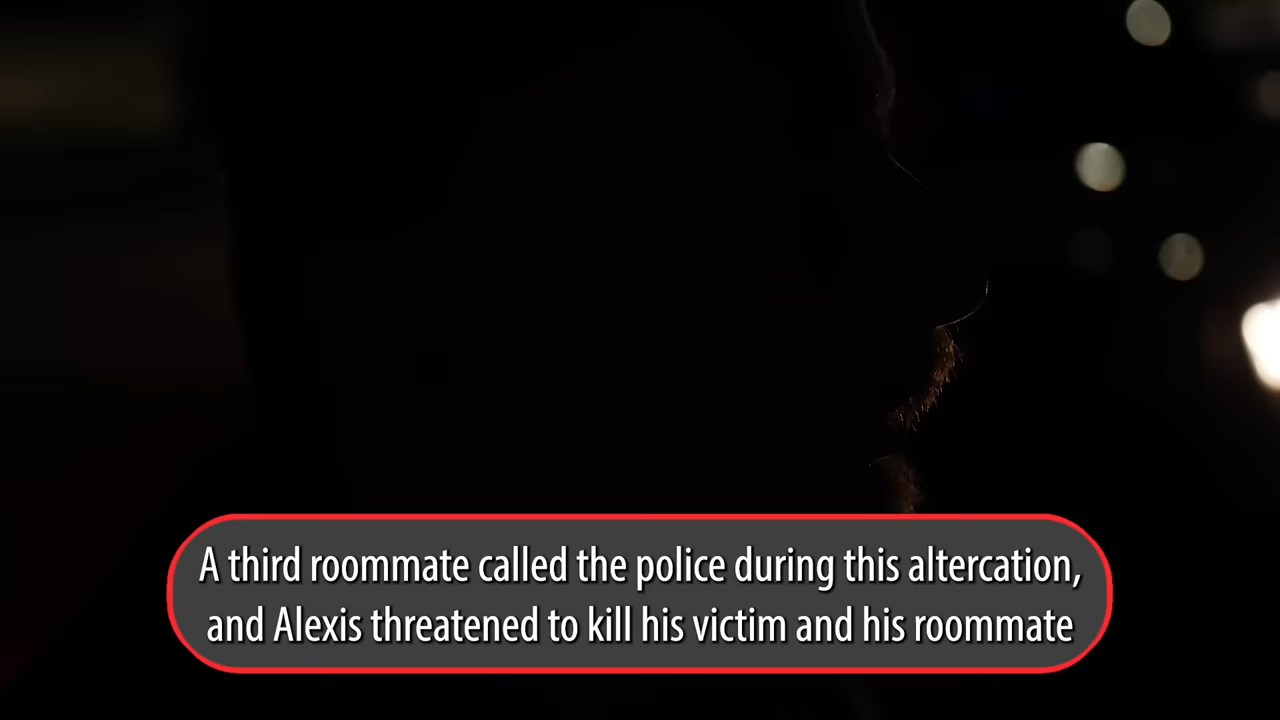 A third roommate called the police during this altercation,
and Alexis threatened to kill his victim and his roommate